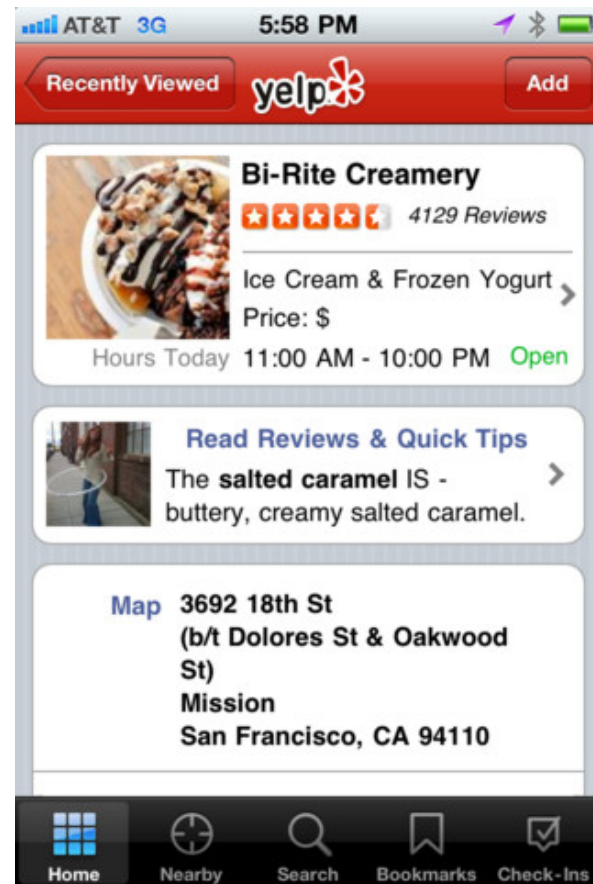 AT&T 3G 5:58 PM
Recently Viewed yelp Add
Bi-Rite Creamery
4129 Reviews
Ice Cream & Frozen Yogurt
Price: $
Hours Today 11:00 AM - 10:00 PM Open
Read Reviews & Quick Tips
The salted caramel IS -
buttery, creamy salted caramel.
Map 3692 18th St
(b/t Dolores St & Oakwood
St)
Mission
San Francisco, CA 94110
Home Nearby Search Bookmarks Check-Ins